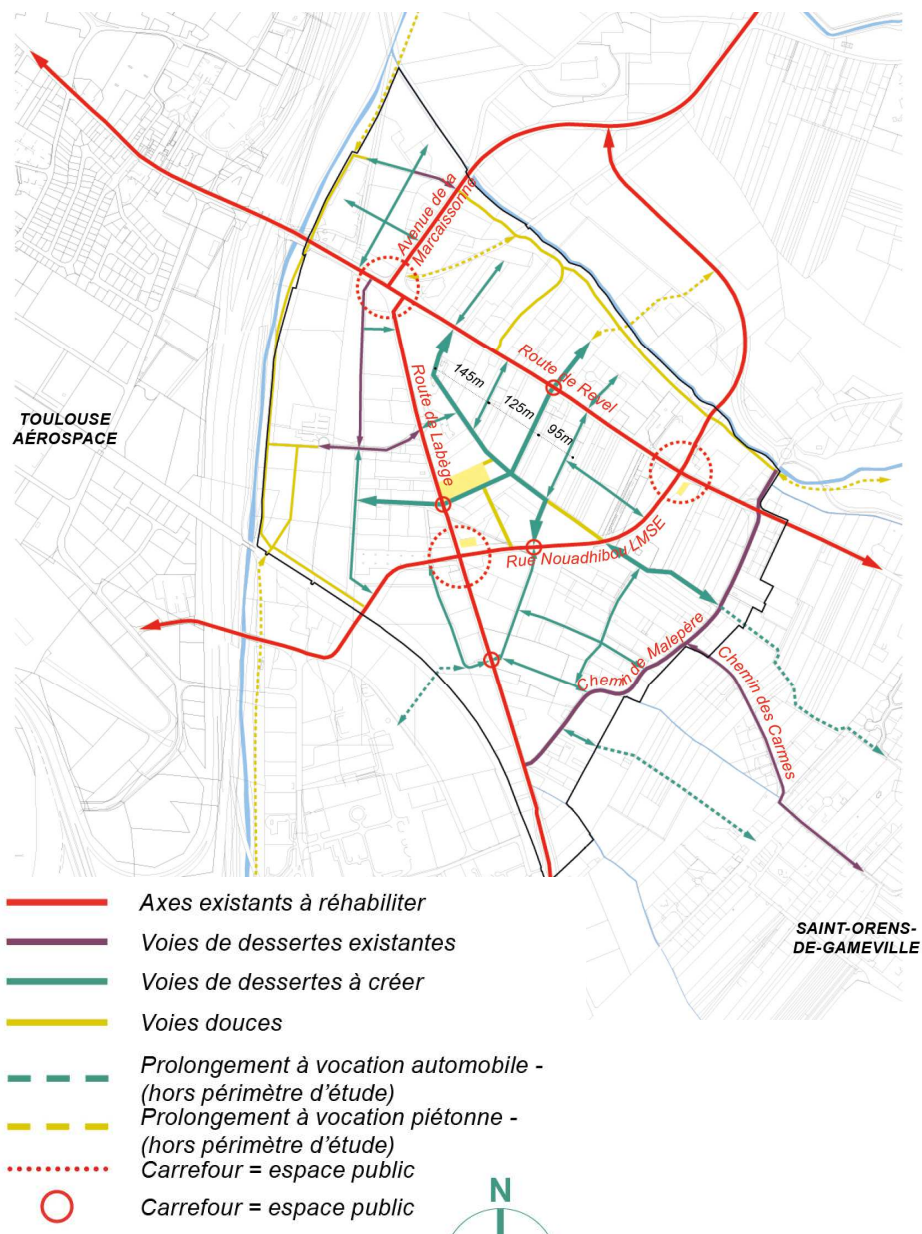 Avenue de la
Marcaissonne
Route de Revel
145m
125m
95m
Route de Labège
TOULOUSE
AÉROSPACE
Rue Nouadhibou LMSE
Chemin de Malepère
Chemin des Carmes
SAINT-ORENS-
DE-GAMEVILLE
Axes existants à réhabiliter
Voies de dessertes existantes
Voies de dessertes à créer
Voies douces
Prolongement à vocation automobile -
(hors périmètre d'étude)
Prolongement à vocation piétonne -
(hors périmètre d'étude)
Carrefour = espace public
Carrefour = espace public
N